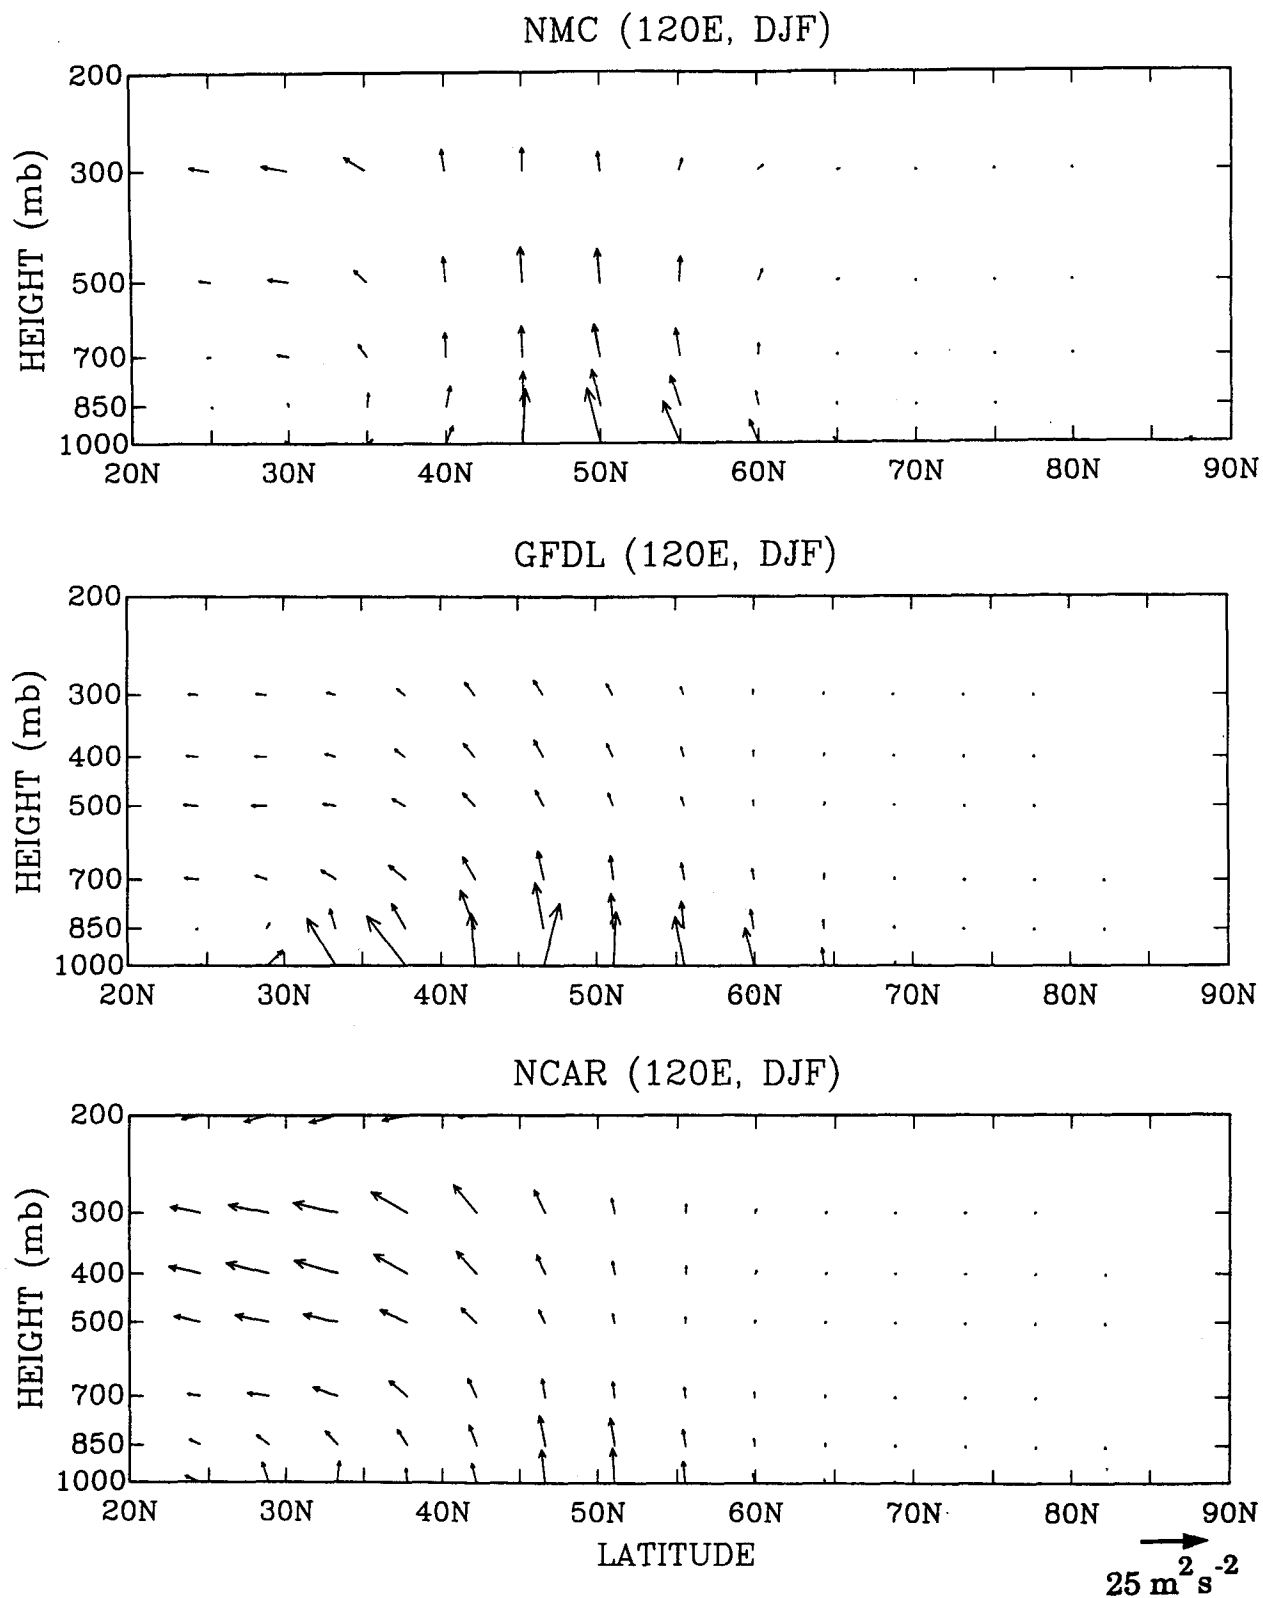 NMC (120E, DJF)
200
300
500
700
850
1000
HEIGHT (mb)
20N 30N 40N 50N 60N 70N 80N 90N
GFDL (120E, DJF)
200
300
400
500
700
850
1000
HEIGHT (mb)
20N 30N 40N 50N 60N 70N 80N 90N
NCAR (120E, DJF)
200
300
400
500
700
850
1000
HEIGHT (mb)
20N 30N 40N 50N 60N 70N 80N 90N
LATITUDE
25 m² s⁻²